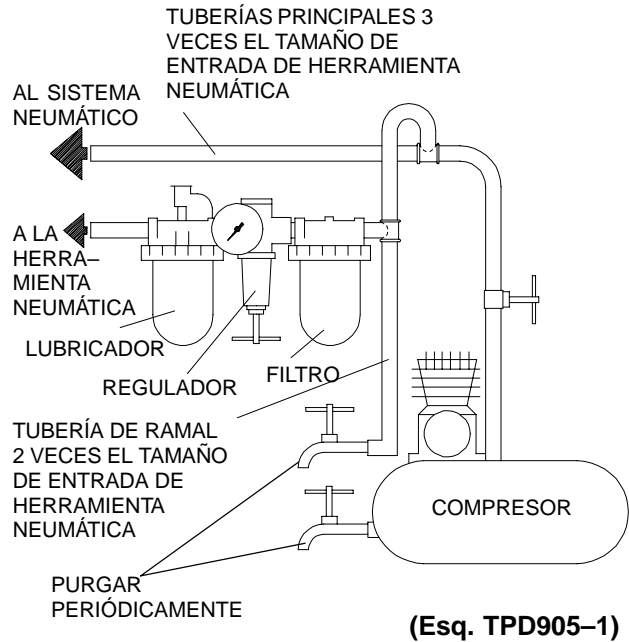 TUBERÍAS PRINCIPALES 3
VECES EL TAMAÑO DE
ENTRADA DE HERRAMIENTA
NEUMÁTICA
AL SISTEMA
NEUMÁTICO
A LA
HERRA–
MIENTA
NEUMÁTICA
LUBRICADOR
REGULADOR
FILTRO
TUBERÍA DE RAMAL
2 VECES EL TAMAÑO
DE ENTRADA DE
HERRAMIENTA
NEUMÁTICA
COMPRESOR
PURGAR
PERIÓDICAMENTE
(Esq. TPD905–1)